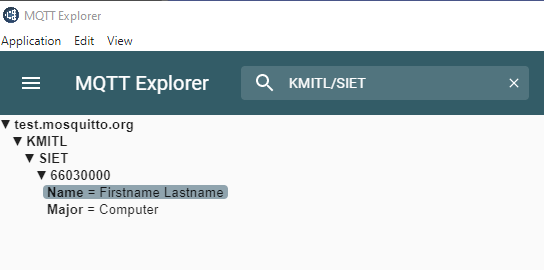 MQTT Explorer
Application Edit View
MQTT Explorer KMITL/SIET
test.mosquitto.org
KMITL
SIET
66030000
Name = Firstname Lastname
Major = Computer